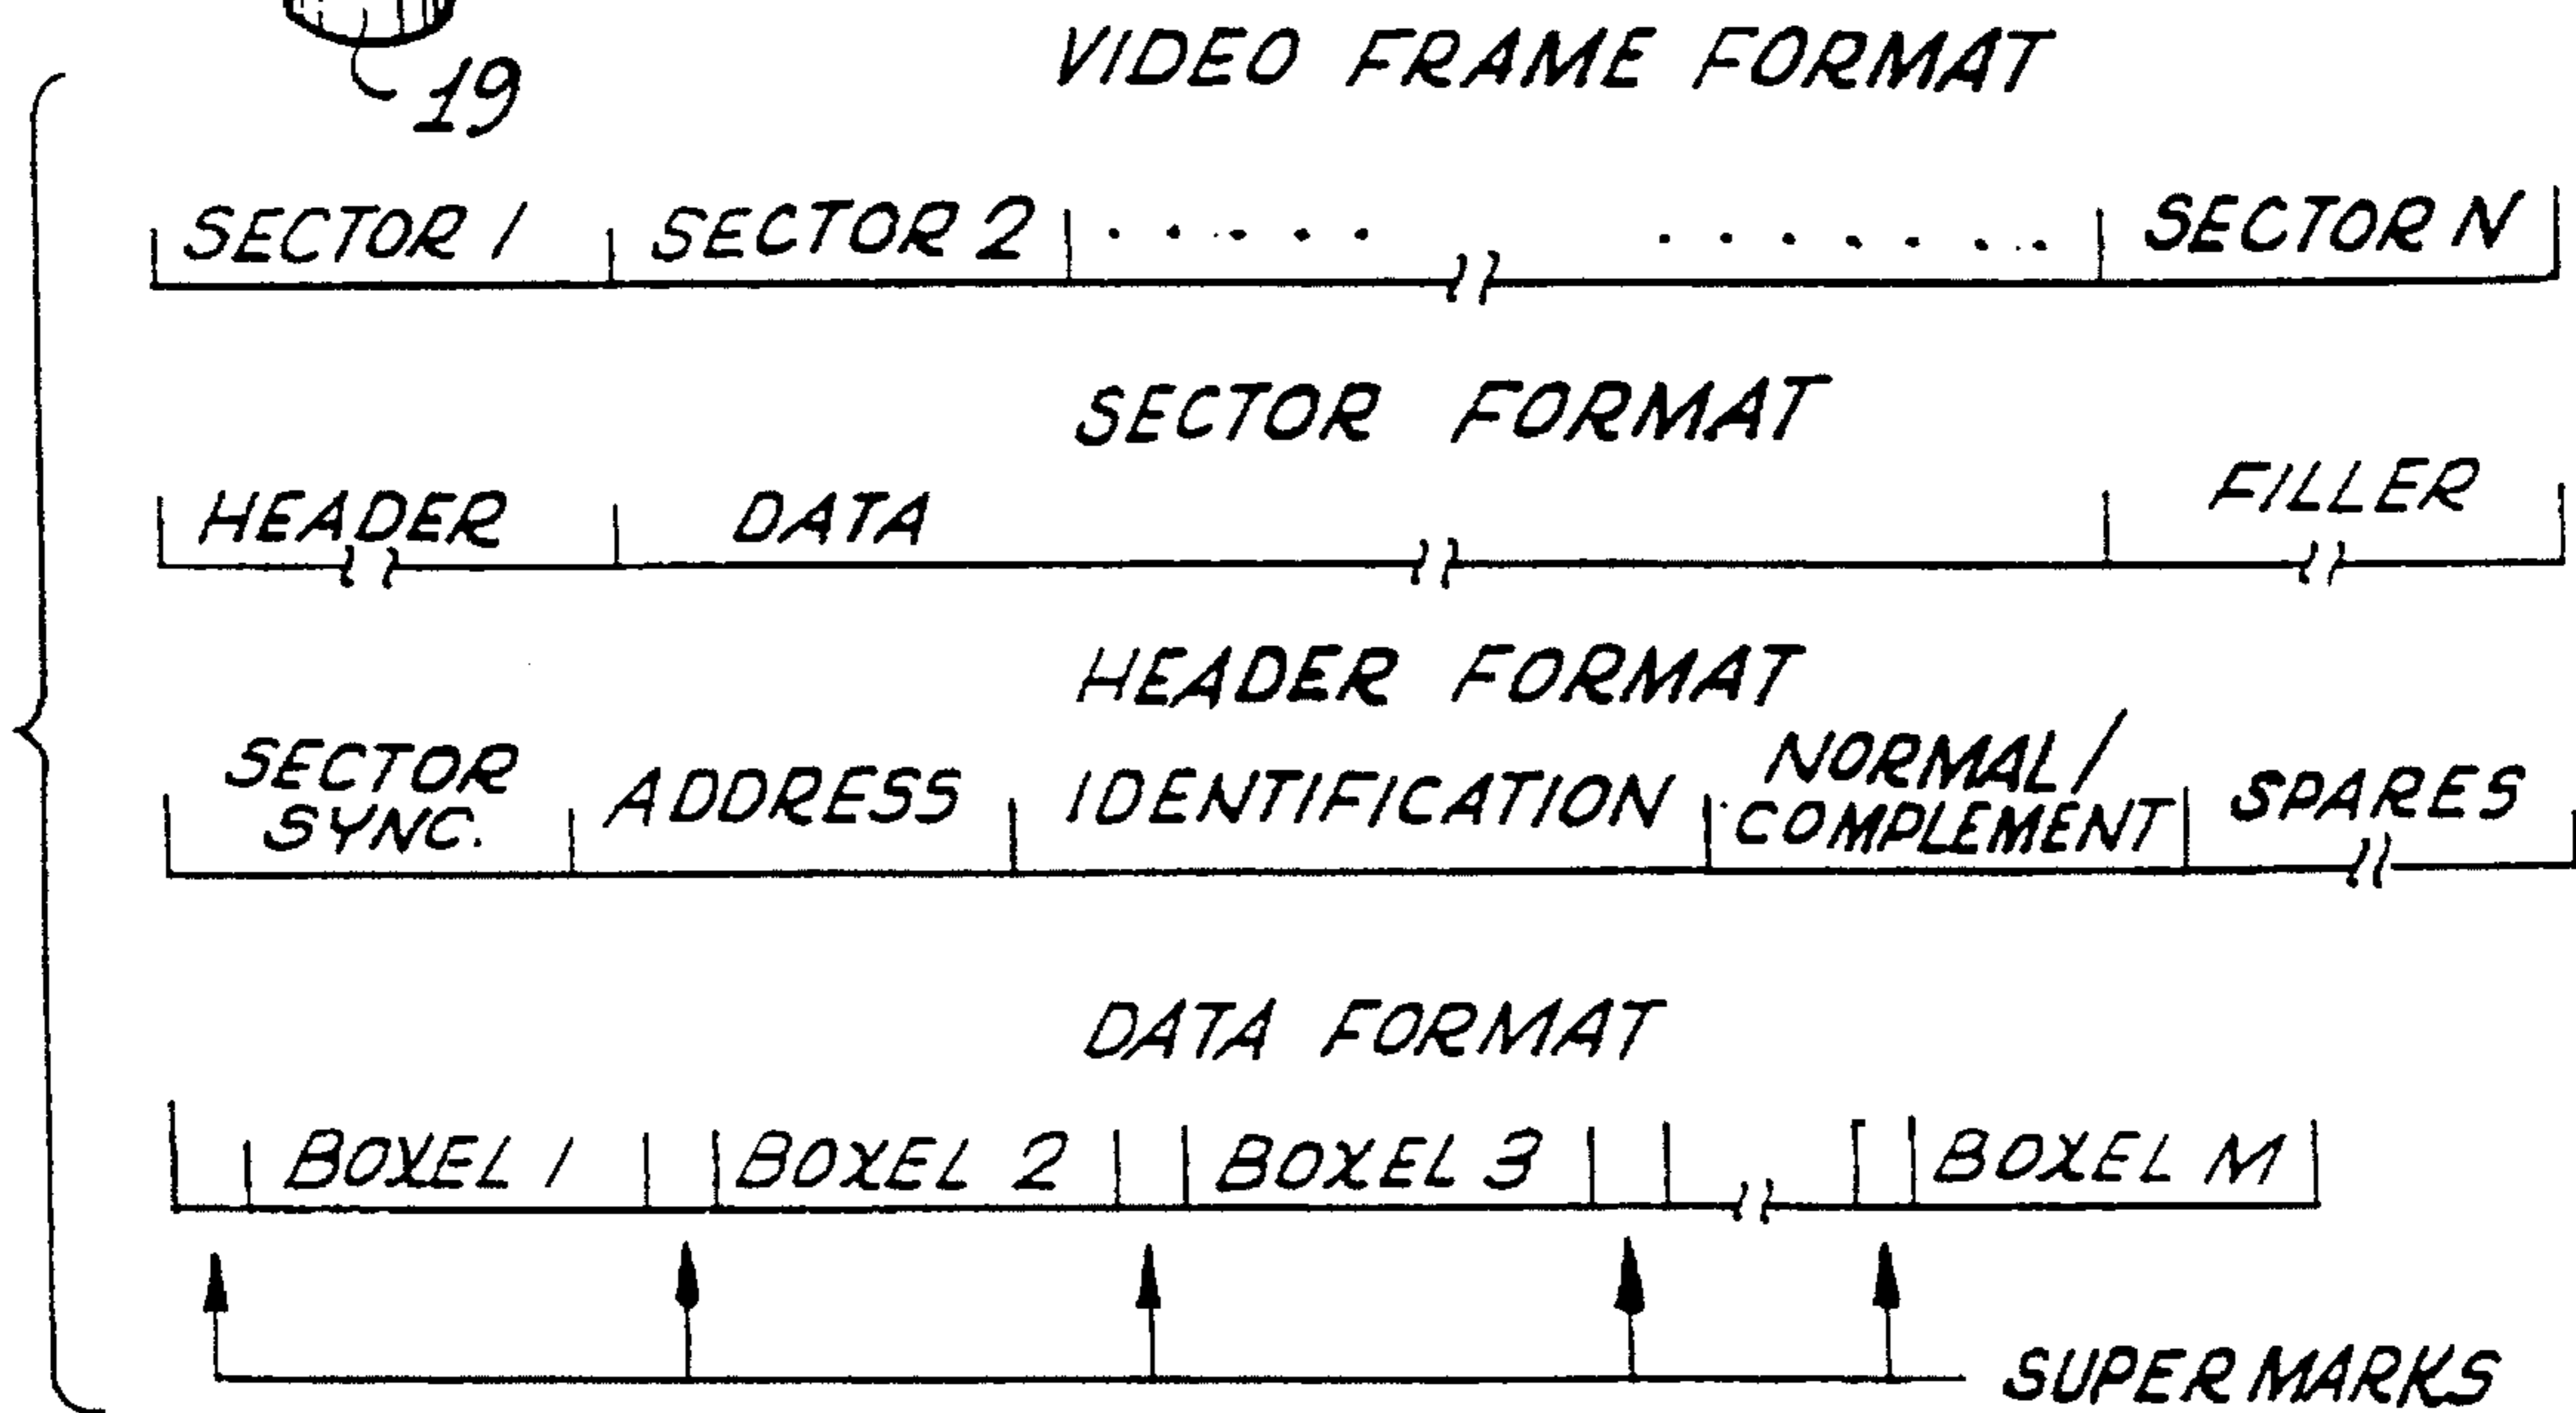 19
VIDEO FRAME FORMAT
SECTOR 1 SECTOR 2 . . . . . . . . . . . . SECTOR N
SECTOR FORMAT
HEADER DATA FILLER
HEADER FORMAT
SECTOR SYNC. ADDRESS IDENTIFICATION NORMAL/ COMPLEMENT SPARES
DATA FORMAT
BOXEL 1 BOXEL 2 BOXEL 3 BOXEL M
SUPER MARKS